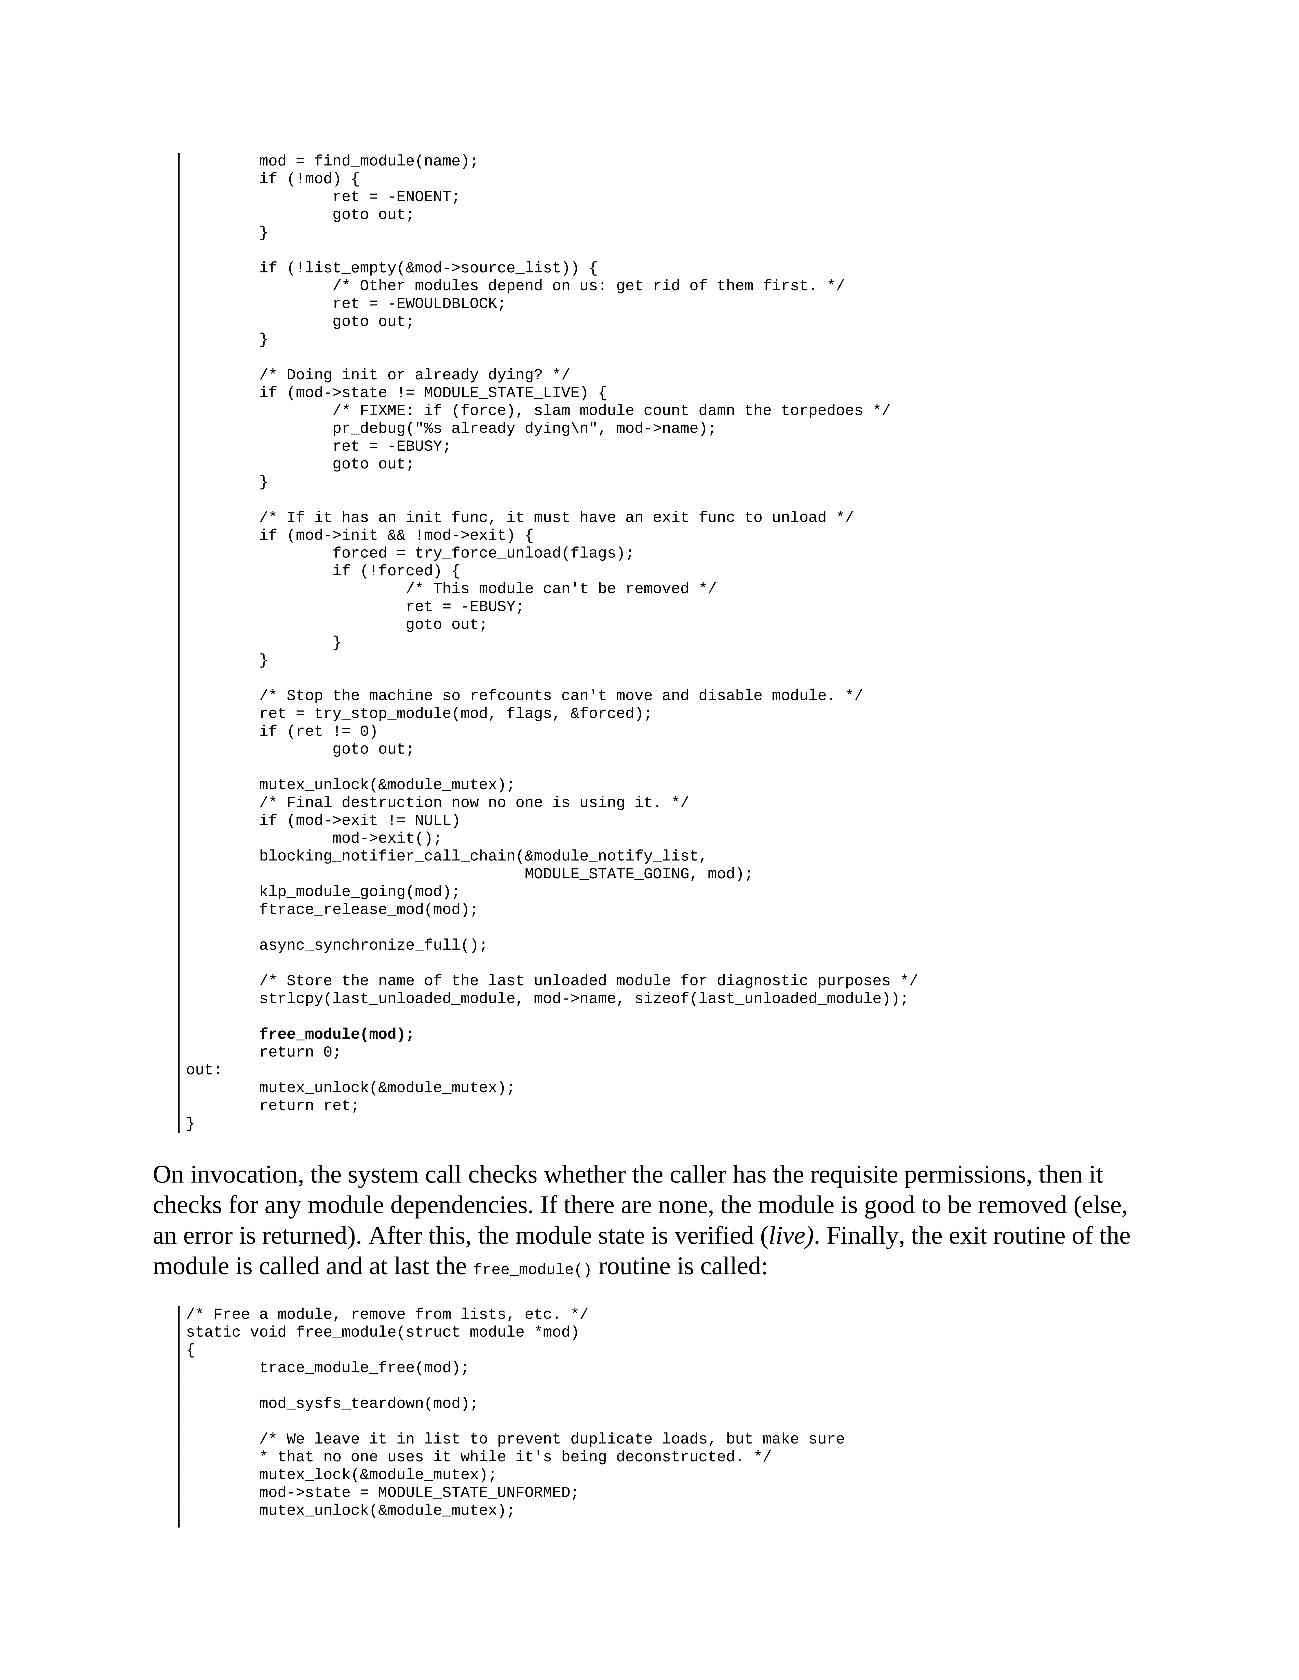 mod = find_module(name);
if (!mod) {
ret = -ENOENT;
goto out;
}
if (!list_empty(&mod->source_list)) {
/* Other modules depend on us: get rid of them first. */
ret = -EWOULDBLOCK;
goto out;
}
/* Doing init or already dying? */
if (mod->state != MODULE_STATE_LIVE) {
/* FIXME: if (force), slam module count damn the torpedoes */
pr_debug("%s already dying\n", mod->name);
ret = -EBUSY;
goto out;
}
/* If it has an init func, it must have an exit func to unload */
if (mod->init && !mod->exit) {
forced = try_force_unload(flags);
if (!forced) {
/* This module can't be removed */
ret = -EBUSY;
goto out;
}
}
/* Stop the machine so refcounts can't move and disable module. */
ret = try_stop_module(mod, flags, &forced);
if (ret != 0)
goto out;
mutex_unlock(&module_mutex);
/* Final destruction now no one is using it. */
if (mod->exit != NULL)
mod->exit();
blocking_notifier_call_chain(&module_notify_list,
MODULE_STATE_GOING, mod);
klp_module_going(mod);
ftrace_release_mod(mod);
async_synchronize_full();
/* Store the name of the last unloaded module for diagnostic purposes */
strlcpy(last_unloaded_module, mod->name, sizeof(last_unloaded_module));
free_module(mod);
return 0;
out:
mutex_unlock(&module_mutex);
return ret;
}
On invocation, the system call checks whether the caller has the requisite permissions, then it
checks for any module dependencies. If there are none, the module is good to be removed (else,
an error is returned). After this, the module state is verified (live). Finally, the exit routine of the
module is called and at last the free_module() routine is called:
/* Free a module, remove from lists, etc. */
static void free_module(struct module *mod)
{
trace_module_free(mod);
mod_sysfs_teardown(mod);
/* We leave it in list to prevent duplicate loads, but make sure
* that no one uses it while it's being deconstructed. */
mutex_lock(&module_mutex);
mod->state = MODULE_STATE_UNFORMED;
mutex_unlock(&module_mutex);